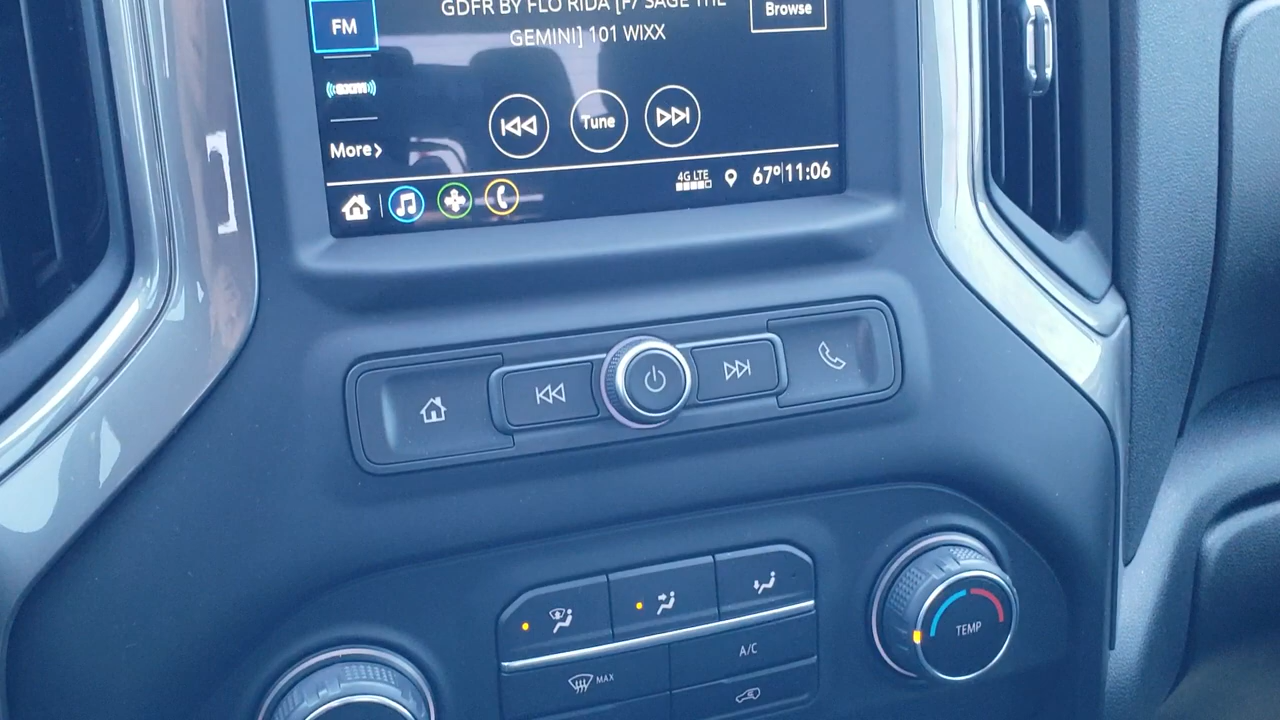 FM
GDFR BY FLO RIDA [F/ SAGE THE
GEMINI] 101 WIXX
Browse
sxm
Tune
More
4G LTE
67° 11:06
TEMP
A/C
MAX